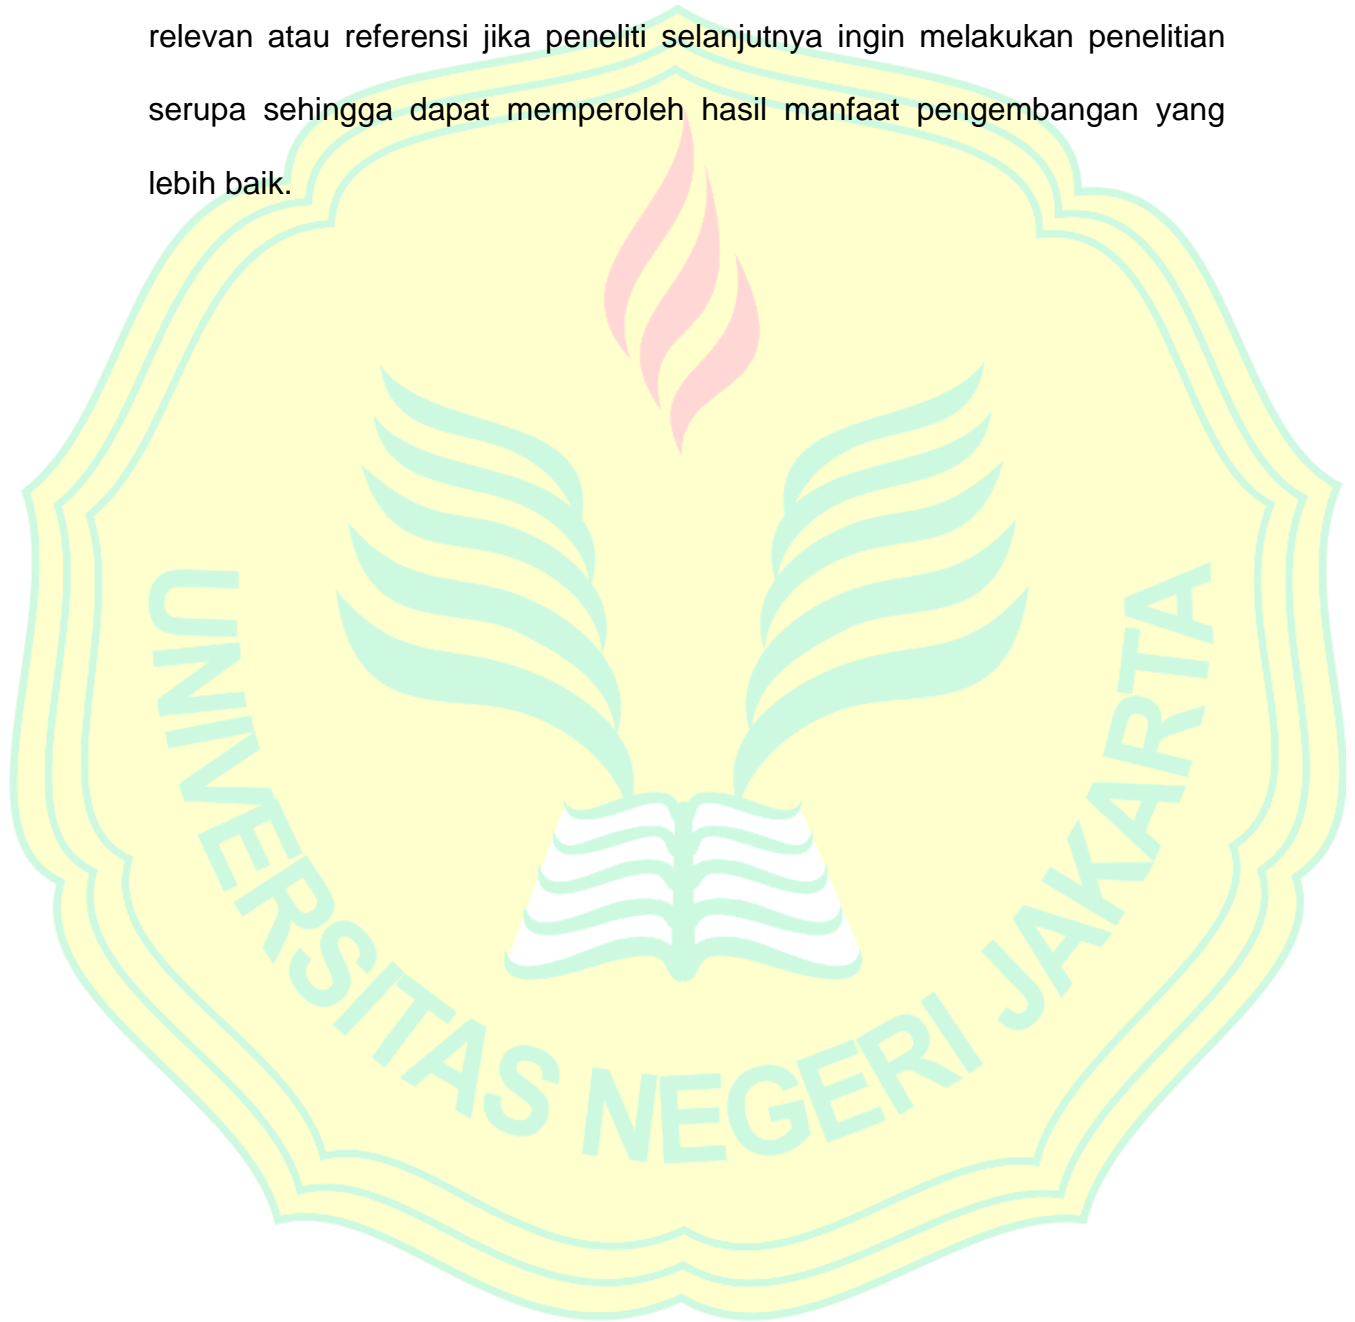 relevan atau referensi jika peneliti selanjutnya ingin melakukan penelitian
serupa sehingga dapat memperoleh hasil manfaat pengembangan yang
lebih baik.
UNIVERSITAS NEGERI JAKARTA